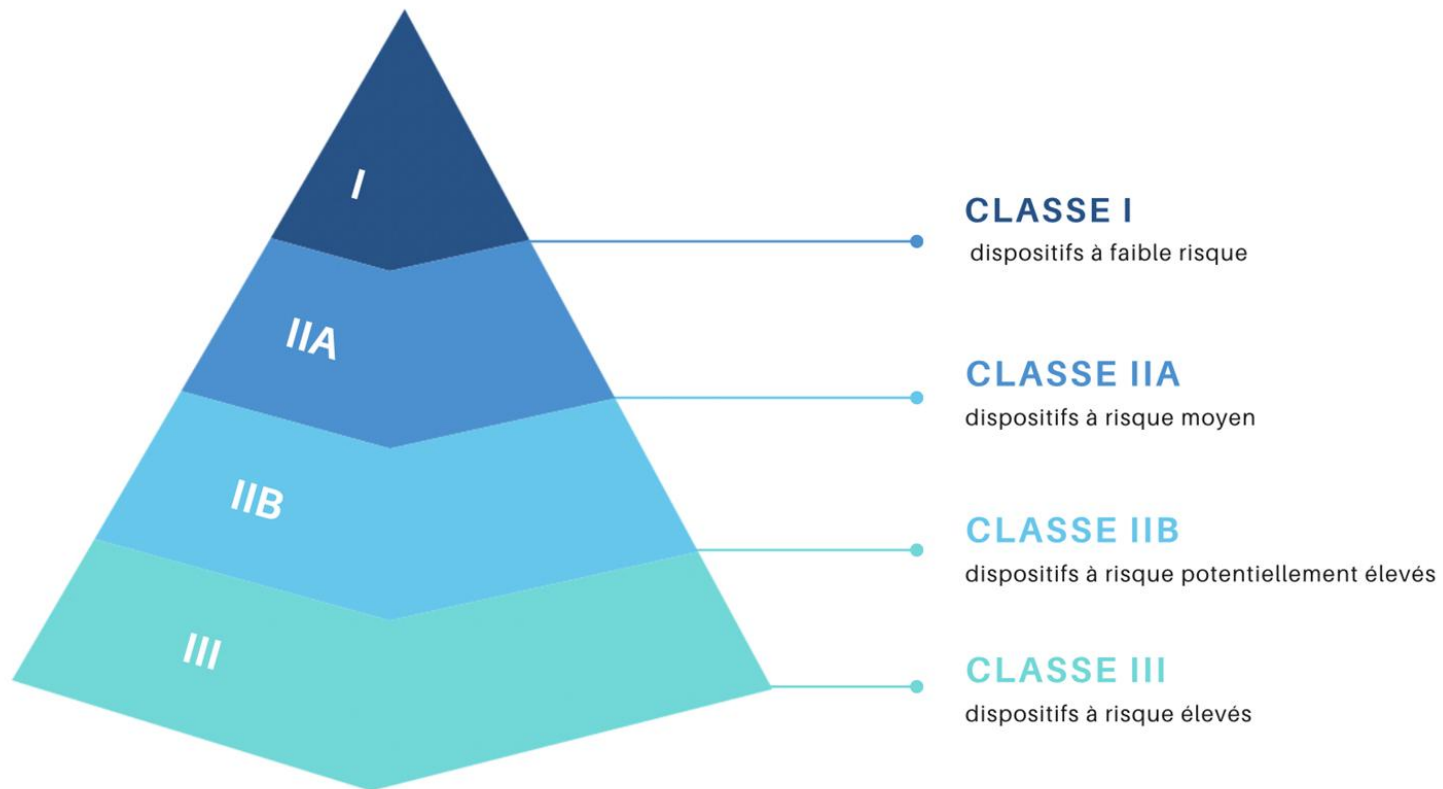 I
CLASSE I
dispositifs à faible risque
IIA
CLASSE IIA
dispositifs à risque moyen
IIB
CLASSE IIB
dispositifs à risque potentiellement élevés
III
CLASSE III
dispositifs à risque élevés